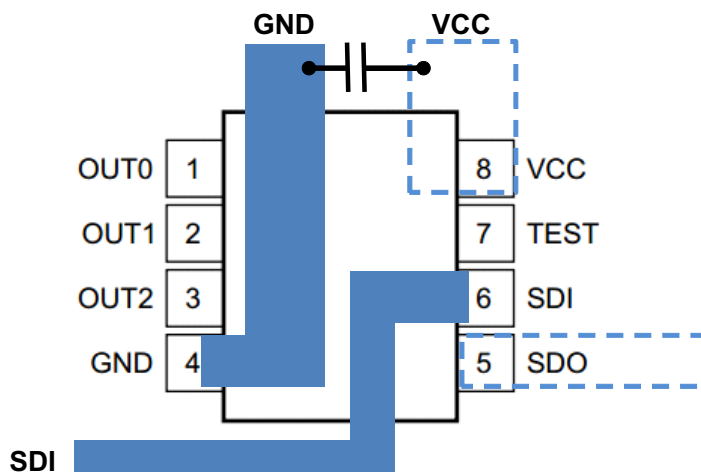 GND VCC
OUT0 1 8 VCC
OUT1 2 7 TEST
OUT2 3 6 SDI
GND 4 5 SDO
SDI